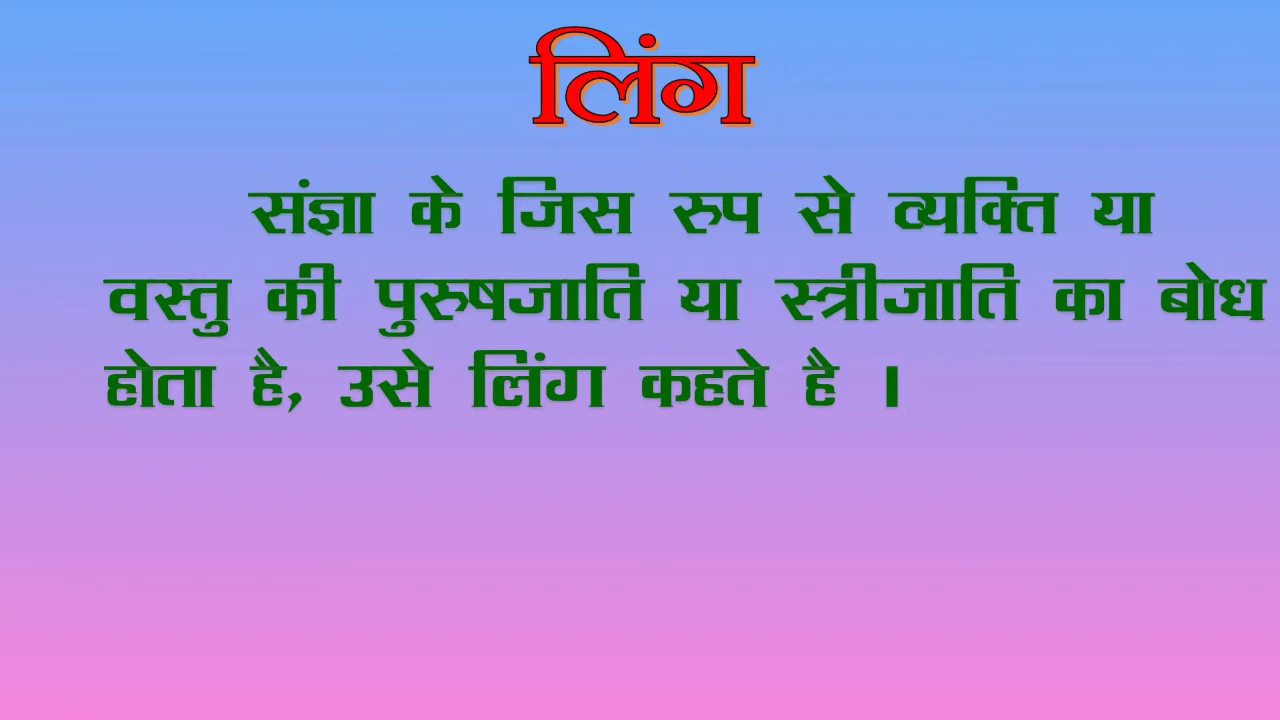 लिंग
संज्ञा के जिस रुप से व्यक्ति या
वस्तु की पुरुषजाति या स्त्रीजाति का बोध
होता है, उसे लिंग कहते है ।